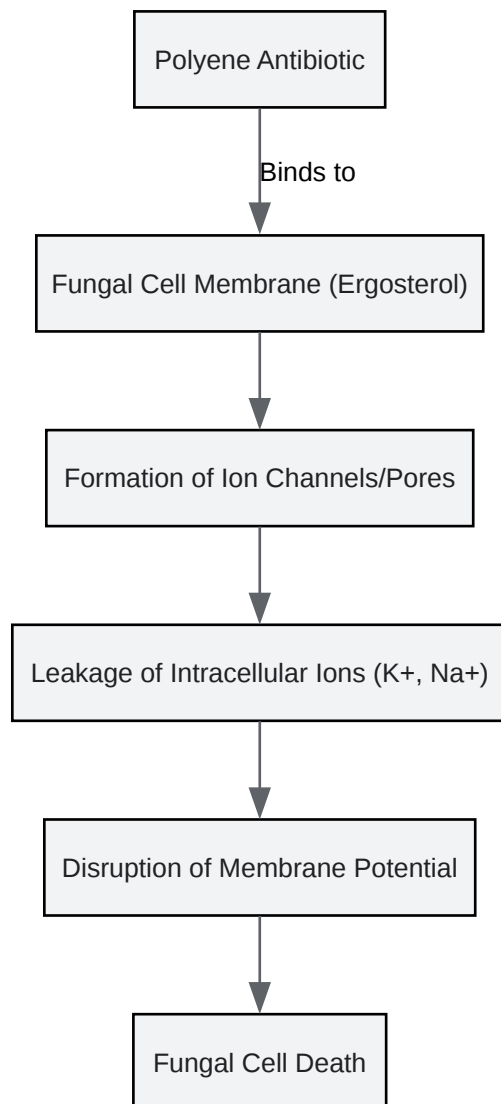 Polyene Antibiotic
Binds to
Fungal Cell Membrane (Ergosterol)
Formation of Ion Channels/Pores
Leakage of Intracellular Ions (K+, Na+)
Disruption of Membrane Potential
Fungal Cell Death